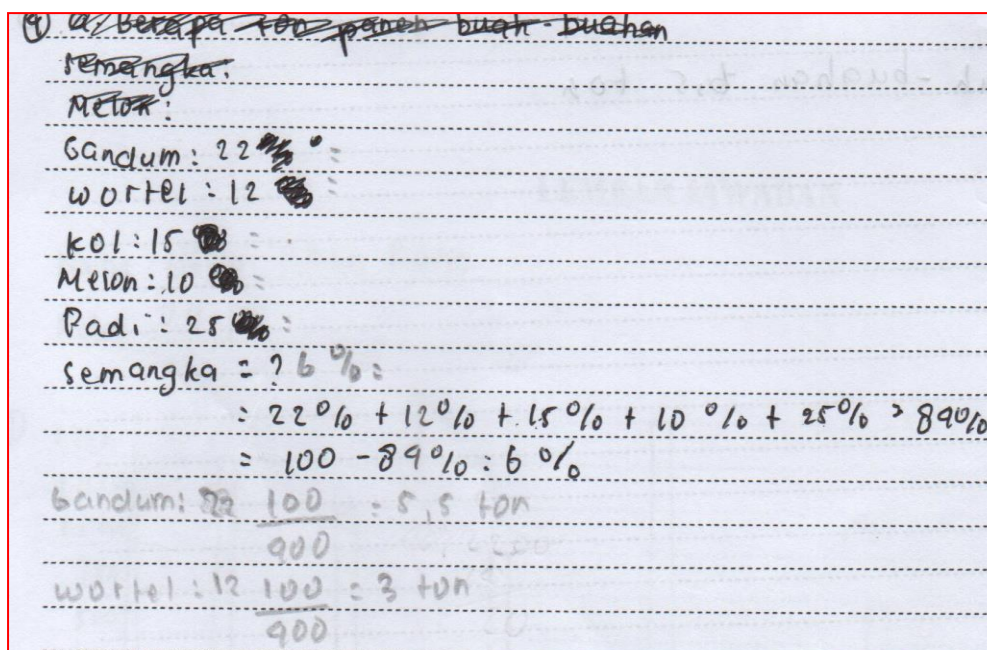 ④ a. Berapa ton panen buah-buahan
semangka:
Melon:
Gandum: 22 =
wortel: 12 =
kol: 15 =
Melon: 10 =
Padi: 25 =
semangka = ? 6 % =
= 22% + 12% + 15% + 10 % + 25% = 89%
= 100 - 89% = 6 %
Gandum: 22 100/400 = 5,5 ton
wortel: 12 100/400 = 3 ton